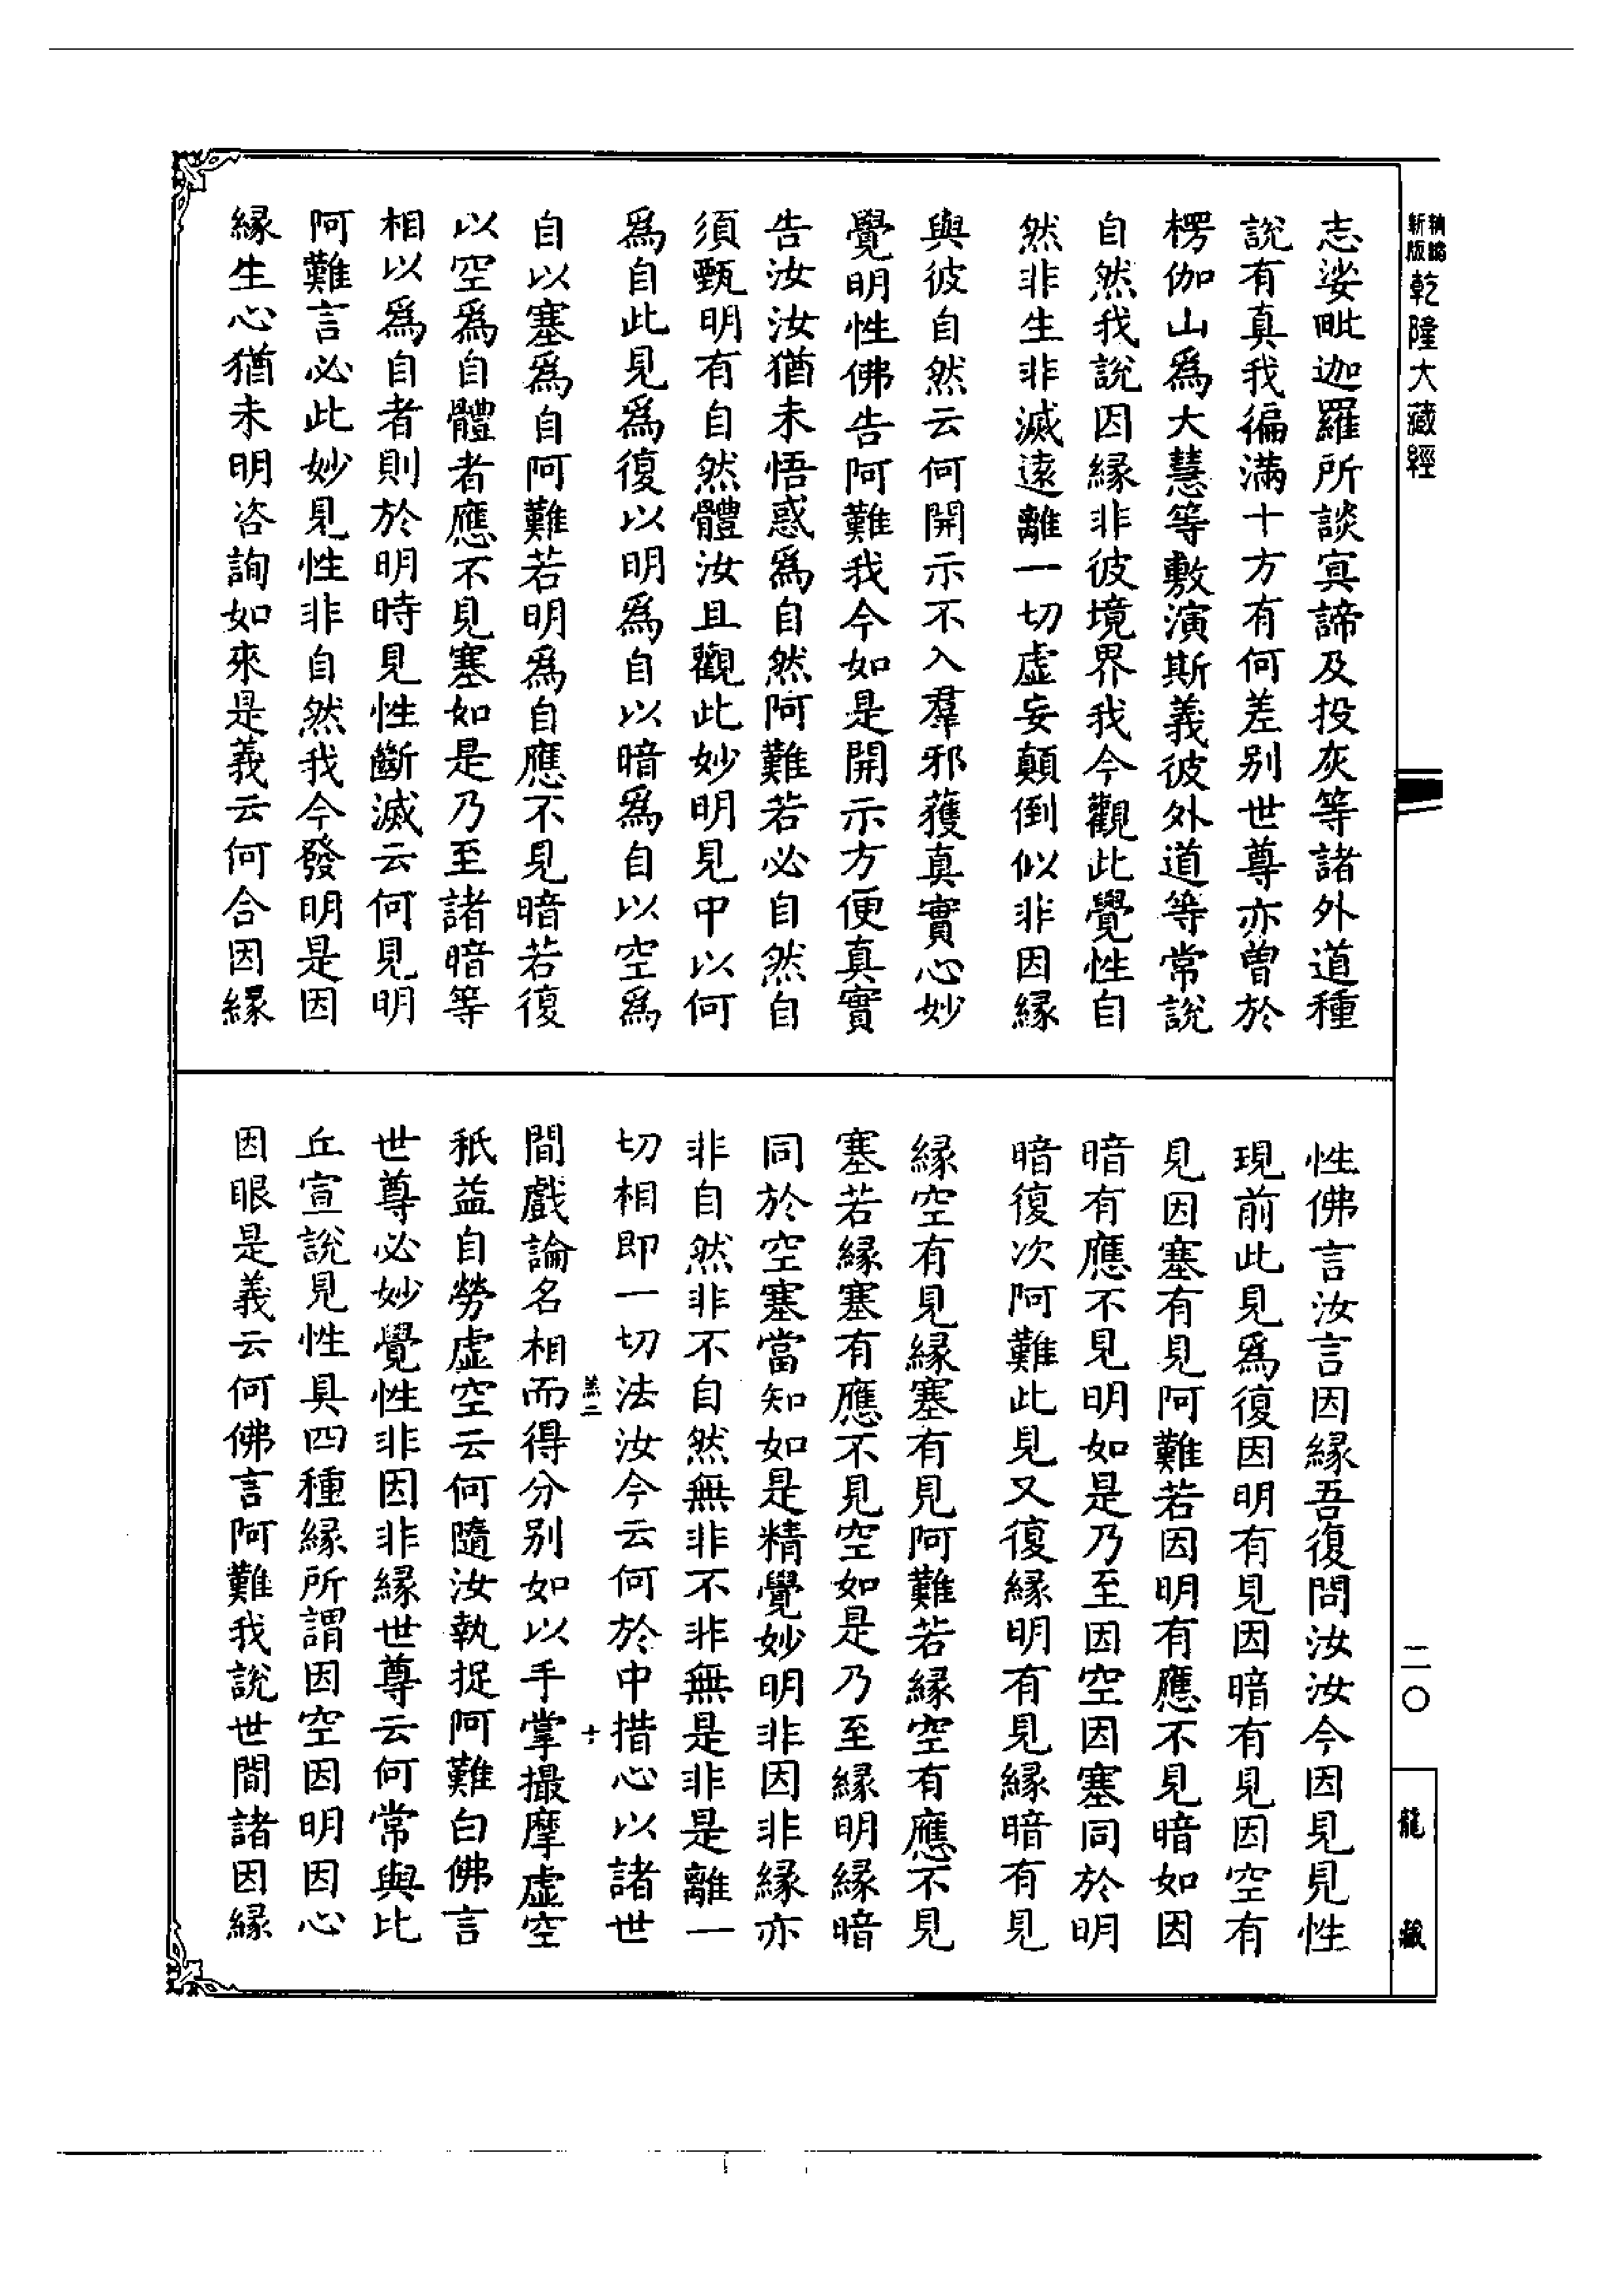 新版
精編
乾隆大藏經
志娑毗迦羅所談冥諦及投灰等諸外道種
說有真我徧滿十方有何差别世尊亦曾於
楞伽山爲大慧等敷演斯義彼外道等常說
自然我說因緣非彼境界我今觀此覺性自
然非生非滅遠離一切虛妄顛倒似非因緣
與彼自然云何開示不入羣邪獲真實心妙
覺明性佛告阿難我今如是開示方便真實
告汝汝猶未悟惑爲自然阿難若必自然自
須甄明有自然體汝且觀此妙明見中以何
爲自此見爲復以明爲自以暗爲自以空爲
自以塞爲自阿難若明爲自應不見暗若復
以空爲自體者應不見塞如是乃至諸暗等
相以爲自者則於明時見性斷滅云何見明
阿難言必此妙見性非自然我今發明是因
緣生心猶未明咨詢如來是義云何合因緣
性佛言汝言因緣吾復問汝汝今因見見性
現前此見爲復因明有見因暗有見因空有
見因塞有見阿難若因明有應不見暗如因
暗有應不見明如是乃至因空因塞同於明
暗復次阿難此見又復緣明有見緣暗有見
緣空有見緣塞有見阿難若緣空有應不見
塞若緣塞有應不見空如是乃至緣明緣暗
同於空塞當知如是精覺妙明非因非緣亦
非自然非不自然無非不非無是非是離一
切相即一切法汝今云何於中措心以諸世
羔二
十
間戲論名相而得分别如以手掌撮摩虛空
秖益自勞虛空云何隨汝執捉阿難白佛言
世尊必妙覺性非因非緣世尊云何常與比
丘宣說見性具四種緣所謂因空因明因心
因眼是義云何佛言阿難我說世間諸因緣
二〇
龍藏